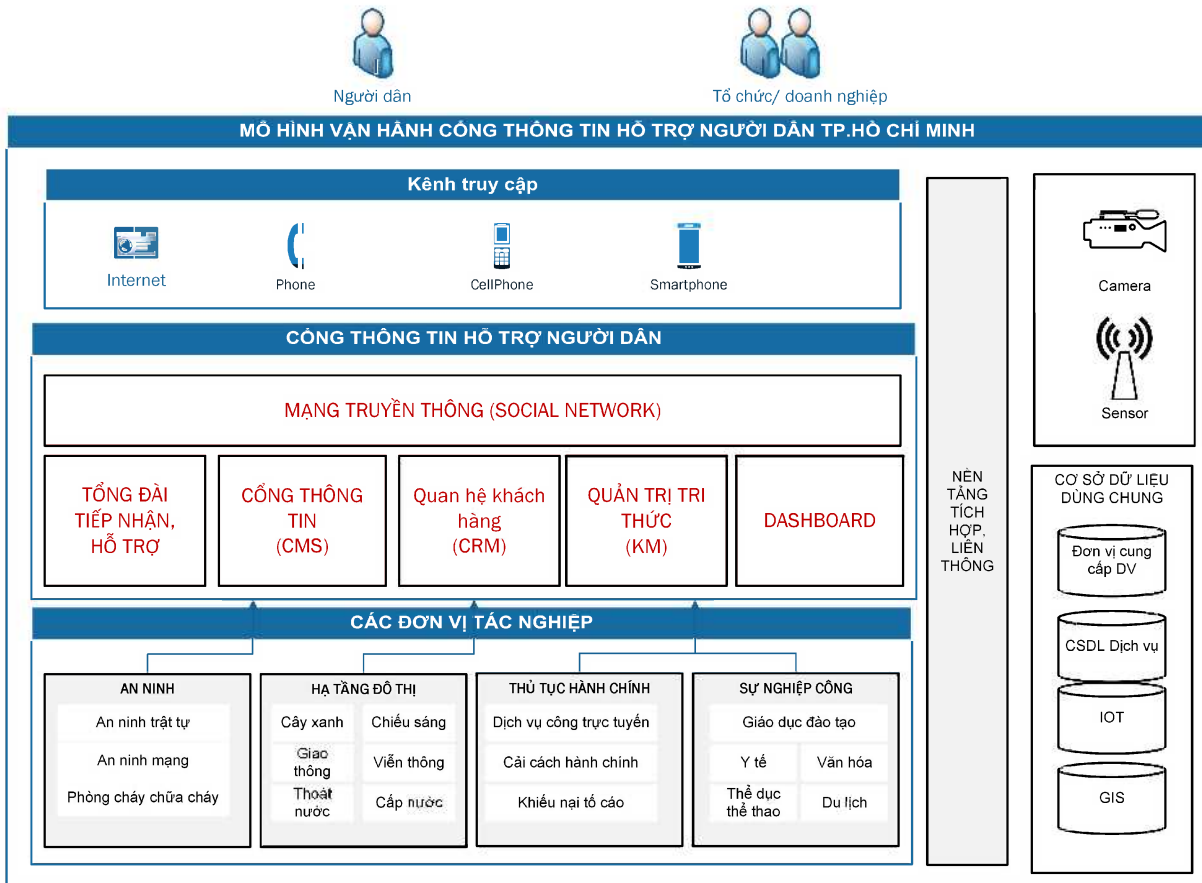 Người dân
Tổ chức/ doanh nghiệp
MÔ HÌNH VẬN HÀNH CỔNG THÔNG TIN HỖ TRỢ NGƯỜI DÂN TP.HỒ CHÍ MINH
Kênh truy cập
Internet
Phone
CellPhone
Smartphone
CỔNG THÔNG TIN HỖ TRỢ NGƯỜI DÂN
MẠNG TRUYỀN THÔNG (SOCIAL NETWORK)
TỔNG ĐÀI
TIẾP NHẬN,
HỖ TRỢ
CỔNG THÔNG
TIN
(CMS)
Quan hệ khách
hàng
(CRM)
QUẢN TRỊ TRI
THỨC
(KM)
DASHBOARD
CÁC ĐƠN VỊ TÁC NGHIỆP
AN NINH
An ninh trật tự
An ninh mạng
Phòng cháy chữa cháy
HẠ TẦNG ĐÔ THỊ
Cây xanh
Chiếu sáng
Giao
thông
Viễn thông
Thoát
nước
Cấp nước
THỦ TỤC HÀNH CHÍNH
Dịch vụ công trực tuyến
Cải cách hành chính
Khiếu nại tố cáo
SỰ NGHIỆP CÔNG
Giáo dục đào tạo
Y tế
Văn hóa
Thể dục
thể thao
Du lịch
NỀN
TẢNG
TÍCH
HỢP,
LIÊN
THÔNG
Camera
Sensor
CƠ SỞ DỮ LIỆU
DÙNG CHUNG
Đơn vị cung
cấp DV
CSDL Dịch vụ
IOT
GIS